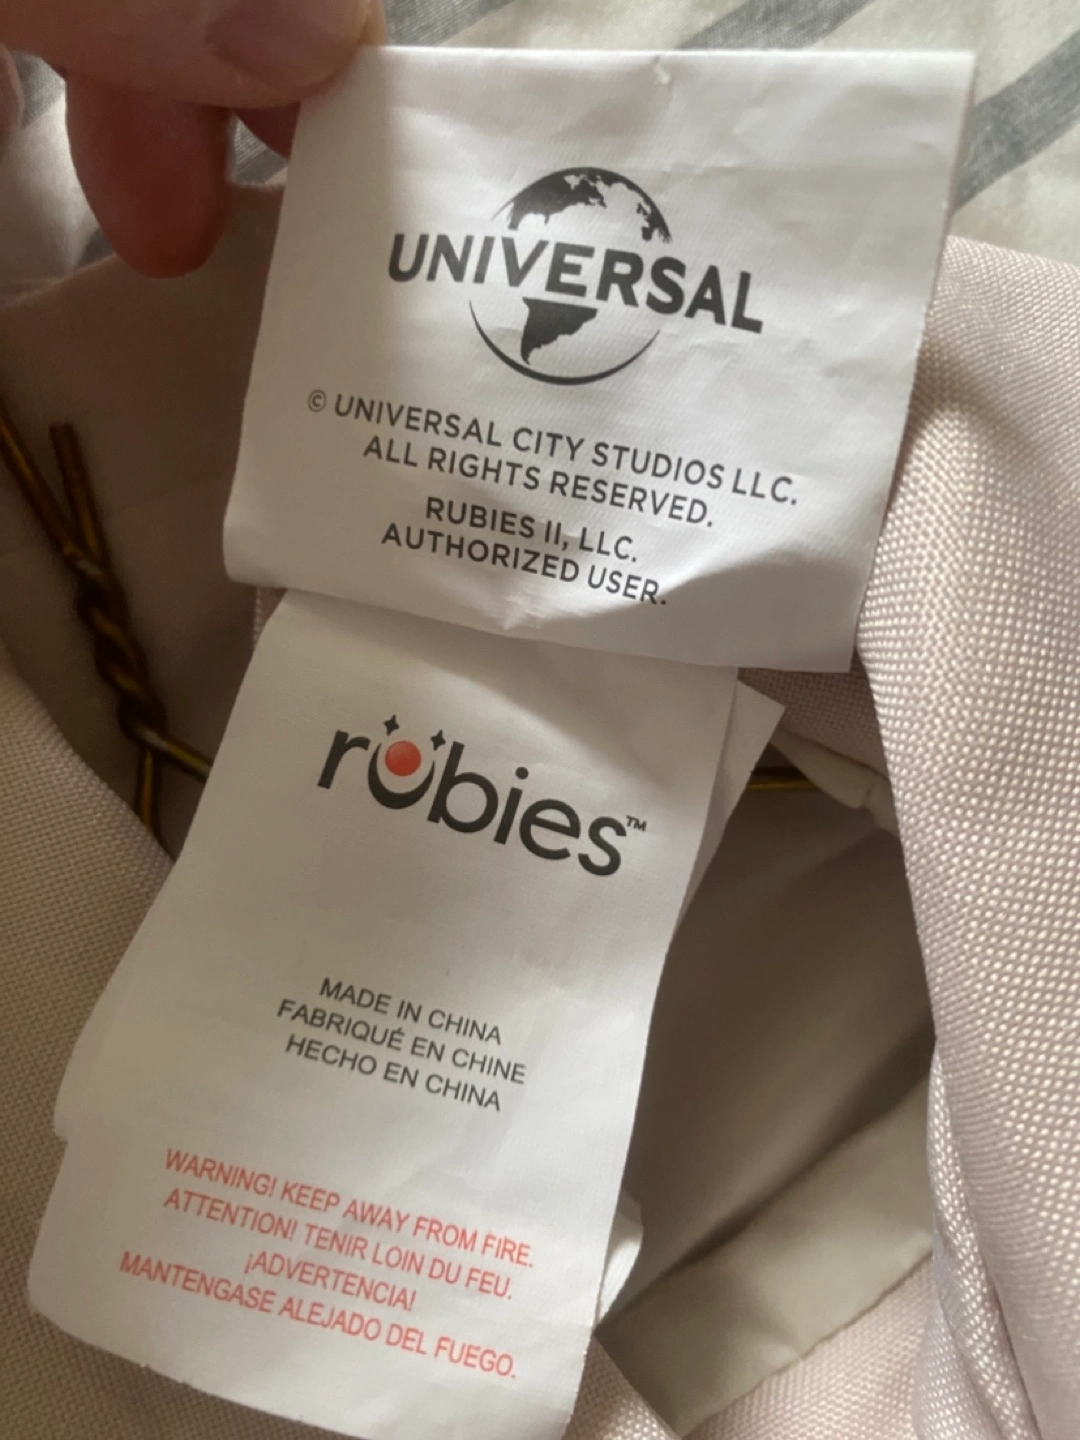 UNIVERSAL
© UNIVERSAL CITY STUDIOS LLC.
ALL RIGHTS RESERVED.
RUBIES II, LLC.
AUTHORIZED USER.
rubies™
MADE IN CHINA
FABRIQUÉ EN CHINE
HECHO EN CHINA
WARNING! KEEP AWAY FROM FIRE.
ATTENTION! TENIR LOIN DU FEU.
¡ADVERTENCIA!
MANTENGASE ALEJADO DEL FUEGO.